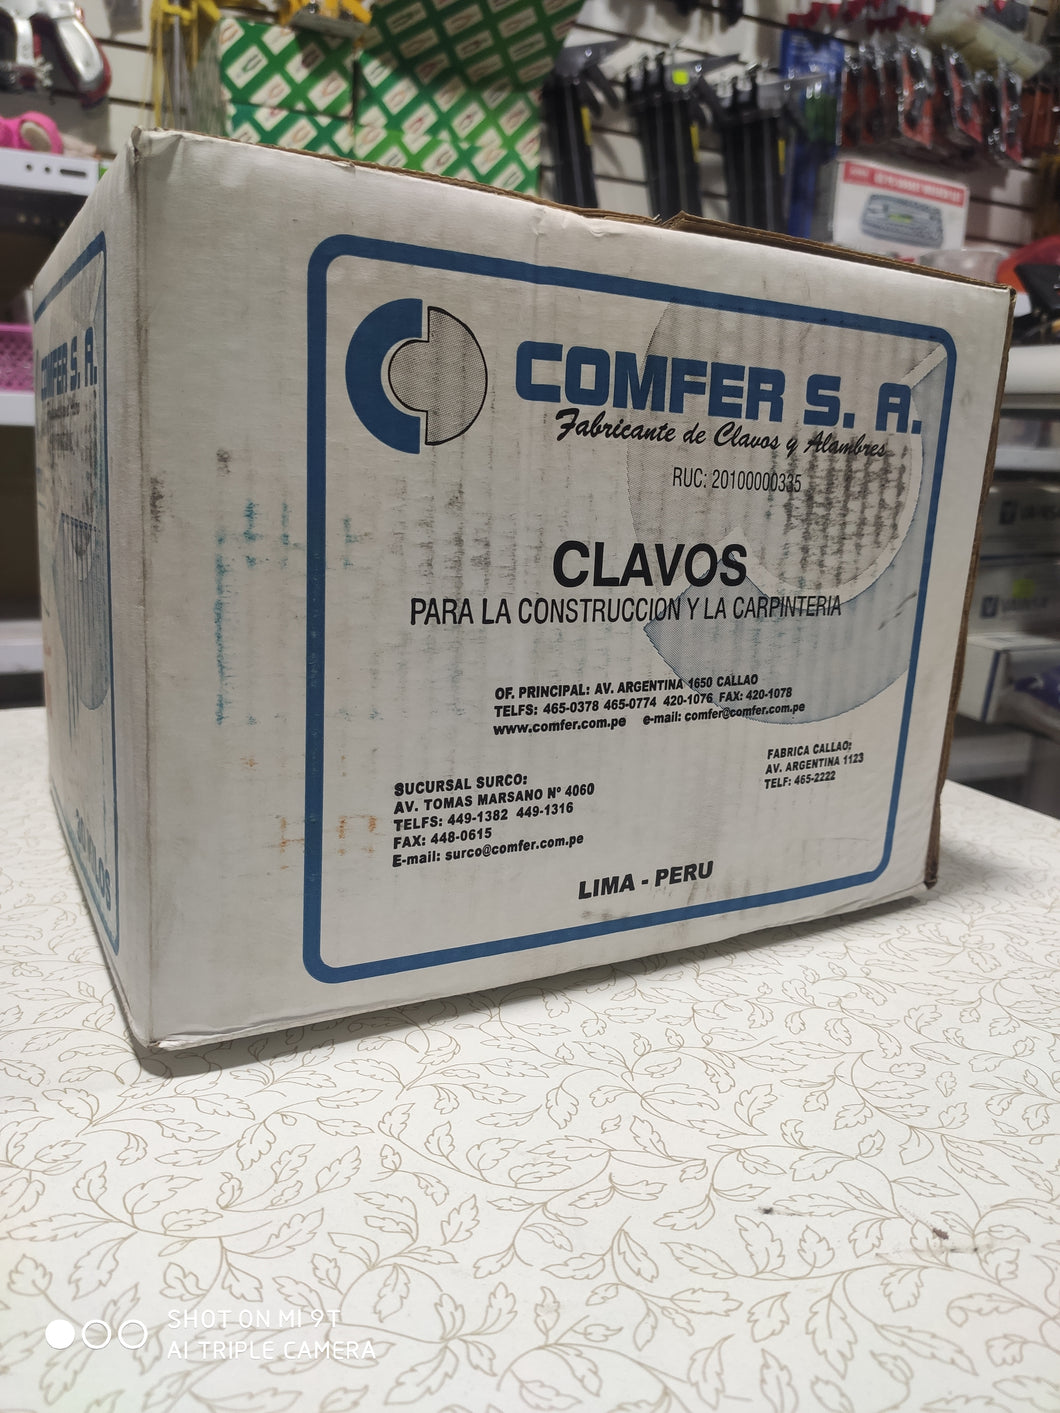 COMFER S. A.
Fabricante de Clavos y Alambres
RUC: 20100000335
CLAVOS
PARA LA CONSTRUCCION Y LA CARPINTERIA
OF. PRINCIPAL: AV. ARGENTINA 1650 CALLAO
TELFS: 465-0378 465-0774 420-1076 FAX: 420-1078
www.comfer.com.pe e-mail: comfer@comfer.com.pe
FABRICA CALLAO:
AV. ARGENTINA 1123
TELF: 465-2222
SUCURSAL SURCO:
AV. TOMAS MARSANO Nº 4060
TELFS: 449-1382 449-1316
FAX: 448-0615
E-mail: surco@comfer.com.pe
LIMA - PERU
COMFER S. A.
SHOT ON MI 9T
AI TRIPLE CAMERA